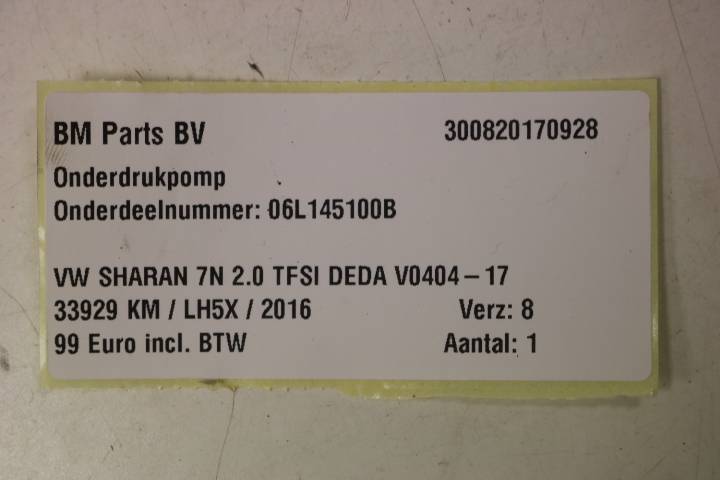 BM Parts BV 300820170928
Onderdrukpomp
Onderdeelnummer: 06L145100B
VW SHARAN 7N 2.0 TFSI DEDA V0404-17
33929 KM / LH5X / 2016 Verz: 8
99 Euro incl. BTW Aantal: 1